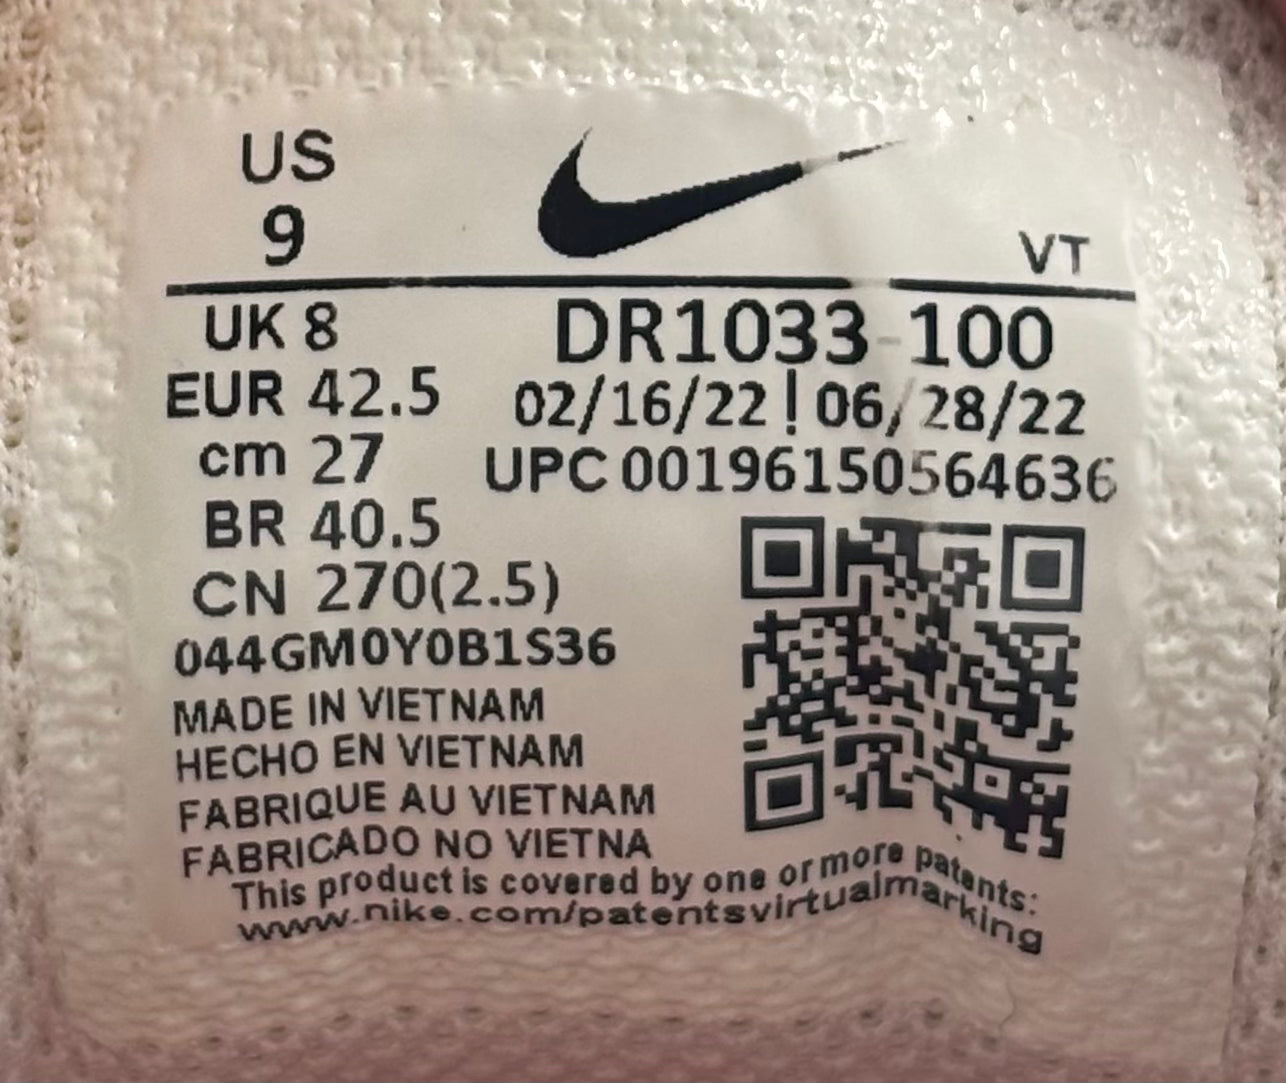 US
9
VT
UK 8
EUR 42.5
cm 27
BR 40.5
CN 270(2.5)
DR1033-100
02/16/22 ! 06/28/22
UPC 00196150564636
044GM0Y0B1S36
MADE IN VIETNAM
HECHO EN VIETNAM
FABRIQUE AU VIETNAM
FABRICADO NO VIETNA
This product is covered by one or more patents:
www.nike.com/patentsvirtualmarking